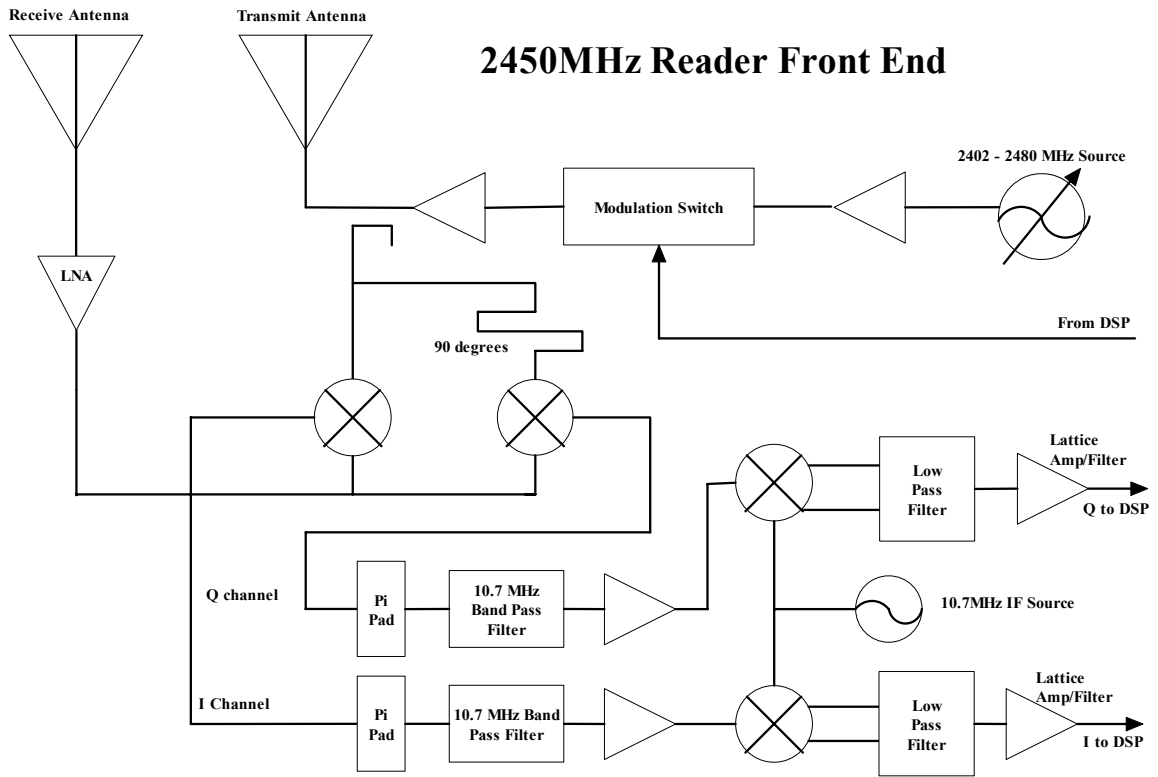 Receive Antenna
Transmit Antenna
2450MHz Reader Front End
2402 - 2480 MHz Source
Modulation Switch
LNA
From DSP
90 degrees
Lattice
Amp/Filter
Low
Pass
Filter
Q to DSP
Q channel
Pi
Pad
10.7 MHz
Band Pass
Filter
10.7MHz IF Source
I Channel
Pi
Pad
10.7 MHz Band
Pass Filter
Low
Pass
Filter
Lattice
Amp/Filter
I to DSP